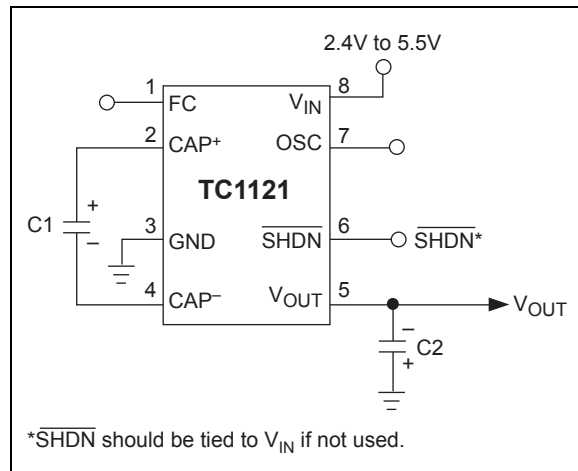 2.4V to 5.5V
1 FC
8 VIN
2 CAP+
7 OSC
TC1121
C1 + –
3 GND
6 SHDN SHDN*
4 CAP–
5 VOUT VOUT
– C2 +
*SHDN should be tied to VIN if not used.